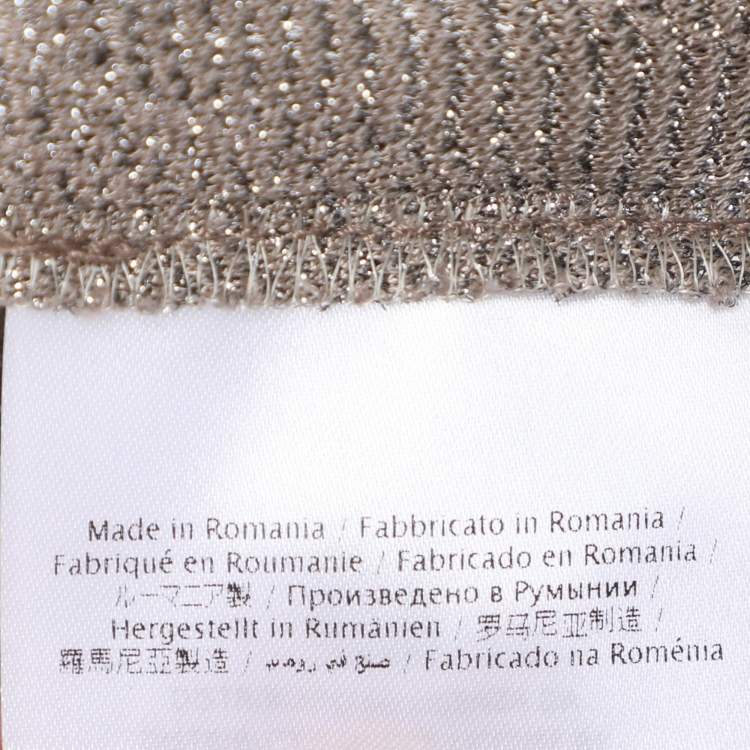 Made in Romania / Fabbricato in Romania /
Fabriqué en Roumanie / Fabricado en Romania /
ルーマニア製 / Произведено в Румынии /
Hergestellt in Rumänien / 罗马尼亚制造 /
羅馬尼亞製造 / صنع في / Fabricado na Roménia